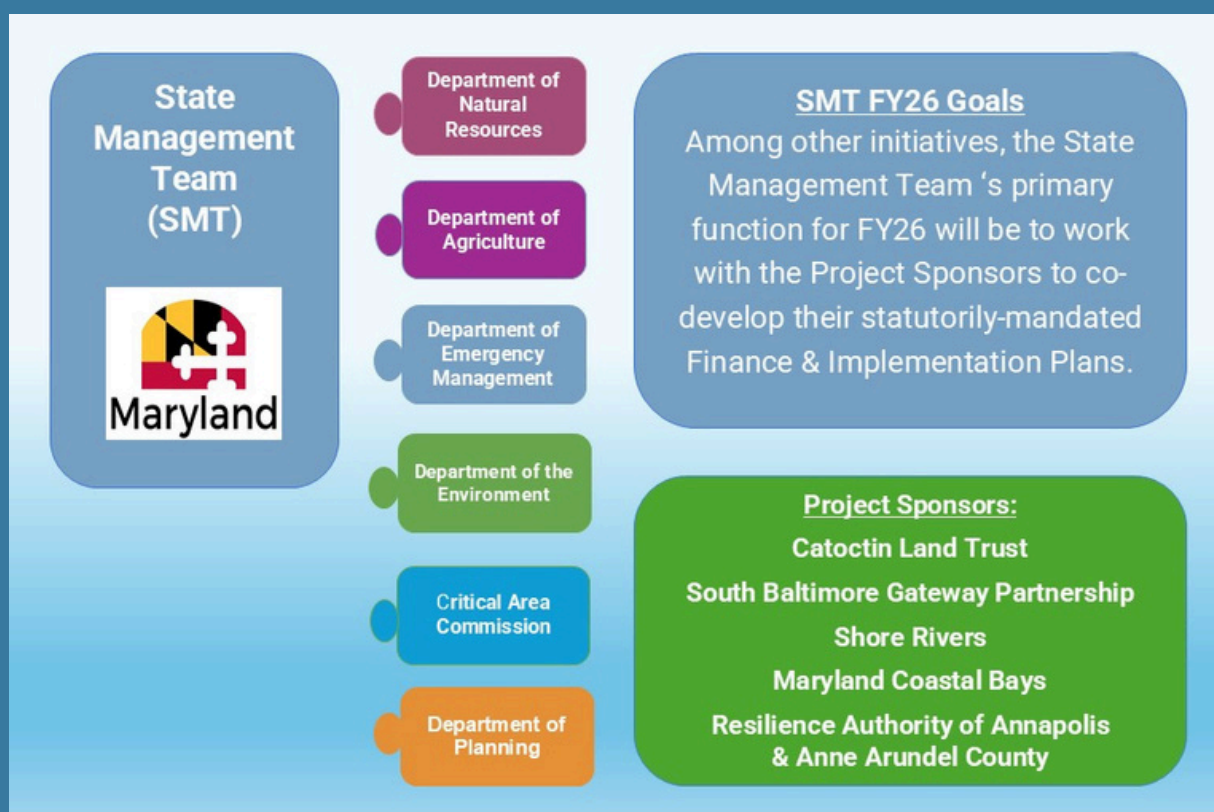 State
Management
Team
(SMT)
Maryland
Department of
Natural
Resources
Department of
Agriculture
Department of
Emergency
Management
Department of the
Environment
Critical Area
Commission
Department of
Planning
SMT FY26 Goals
Among other initiatives, the State
Management Team ‘s primary
function for FY26 will be to work
with the Project Sponsors to co-
develop their statutorily-mandated
Finance & Implementation Plans.
Project Sponsors:
Catoctin Land Trust
South Baltimore Gateway Partnership
Shore Rivers
Maryland Coastal Bays
Resilience Authority of Annapolis
& Anne Arundel County